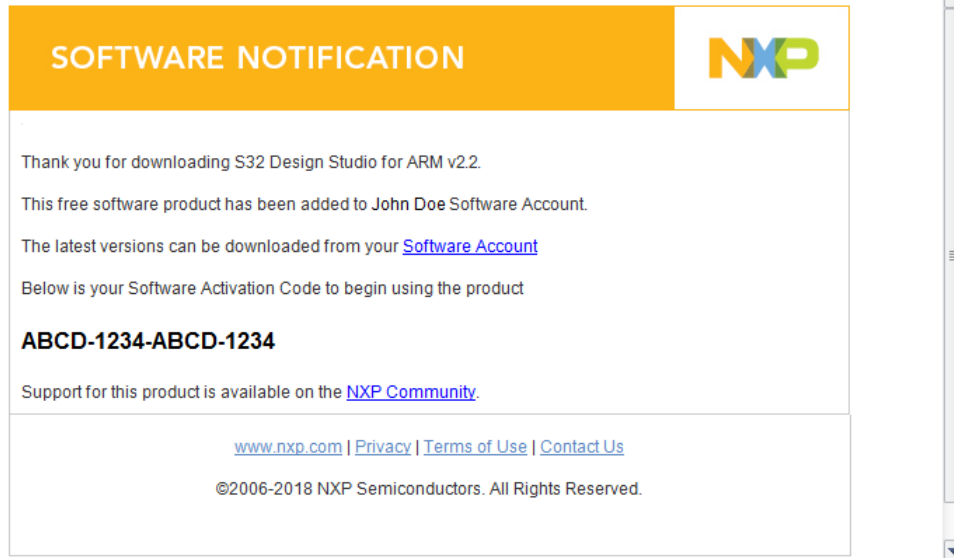 SOFTWARE NOTIFICATION
NXP
Thank you for downloading S32 Design Studio for ARM v2.2.
This free software product has been added to John Doe Software Account.
The latest versions can be downloaded from your Software Account
Below is your Software Activation Code to begin using the product
ABCD-1234-ABCD-1234
Support for this product is available on the NXP Community.
www.nxp.com | Privacy | Terms of Use | Contact Us
©2006-2018 NXP Semiconductors. All Rights Reserved.